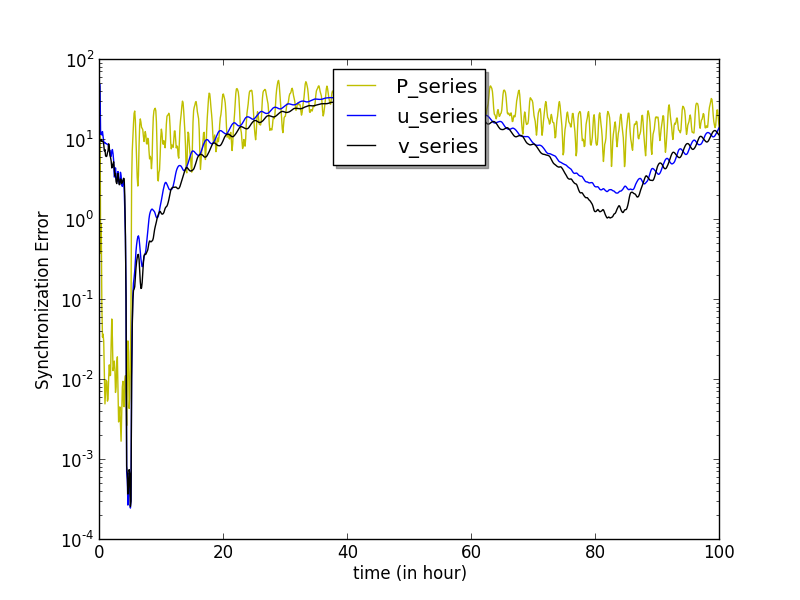 10^2
10^1
10^0
10^-1
10^-2
10^-3
10^-4
Synchronization Error
P_series
u_series
v_series
0 20 40 60 80 100
time (in hour)